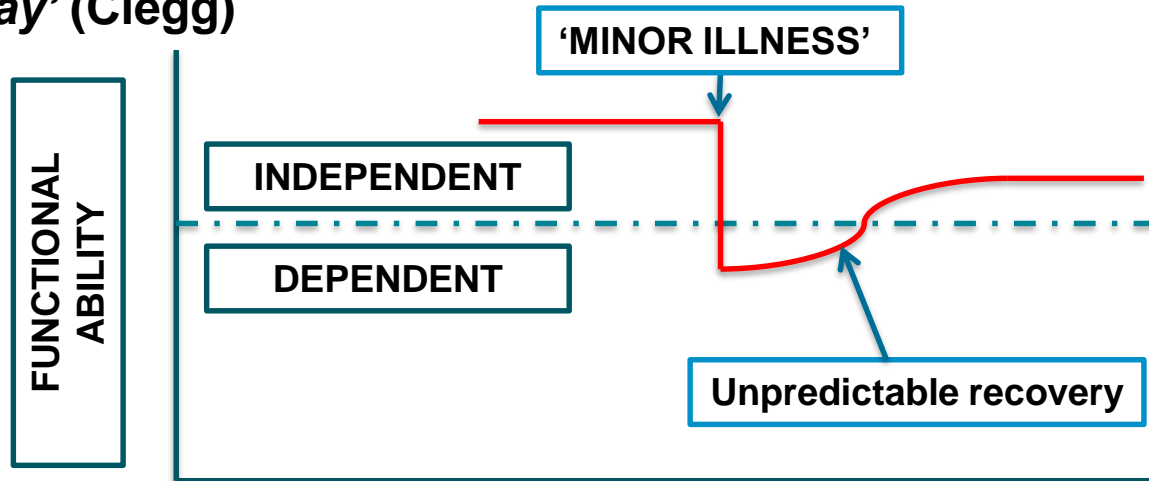 ay’ (Clegg)
‘MINOR ILLNESS’
INDEPENDENT
DEPENDENT
FUNCTIONAL
ABILITY
Unpredictable recovery